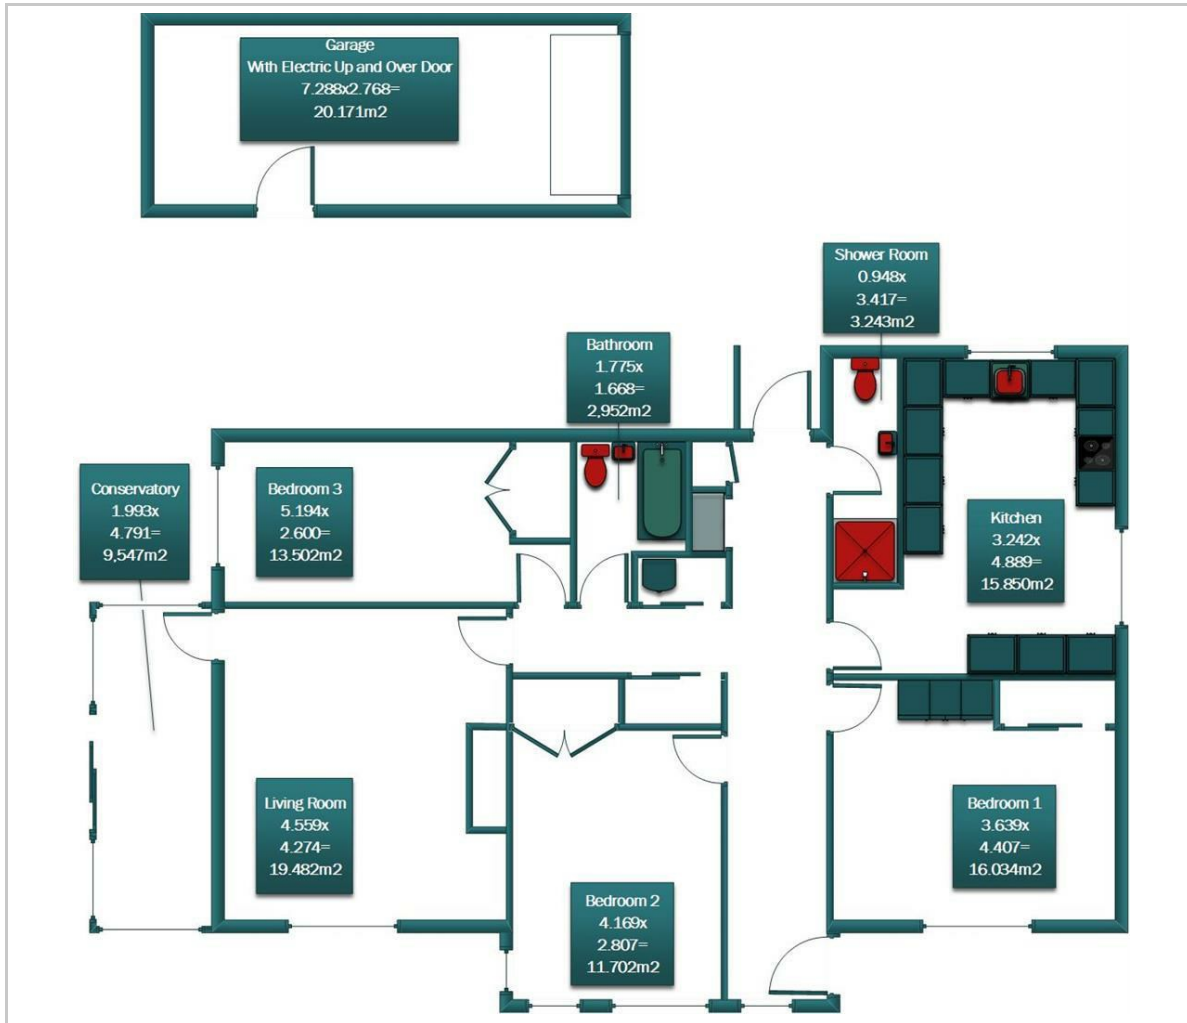 Garage
With Electric Up and Over Door
7.288x2.768=
20.171m2
Shower Room
0.948x
3.417=
3.243m2
Bathroom
1.775x
1.668=
2,952m2
Conservatory
1.993x
4.791=
9,547m2
Bedroom 3
5.194x
2.600=
13.502m2
Kitchen
3.242x
4.889=
15.850m2
Living Room
4.559x
4.274=
19.482m2
Bedroom 2
4.169x
2.807=
11.702m2
Bedroom 1
3.639x
4.407=
16.034m2